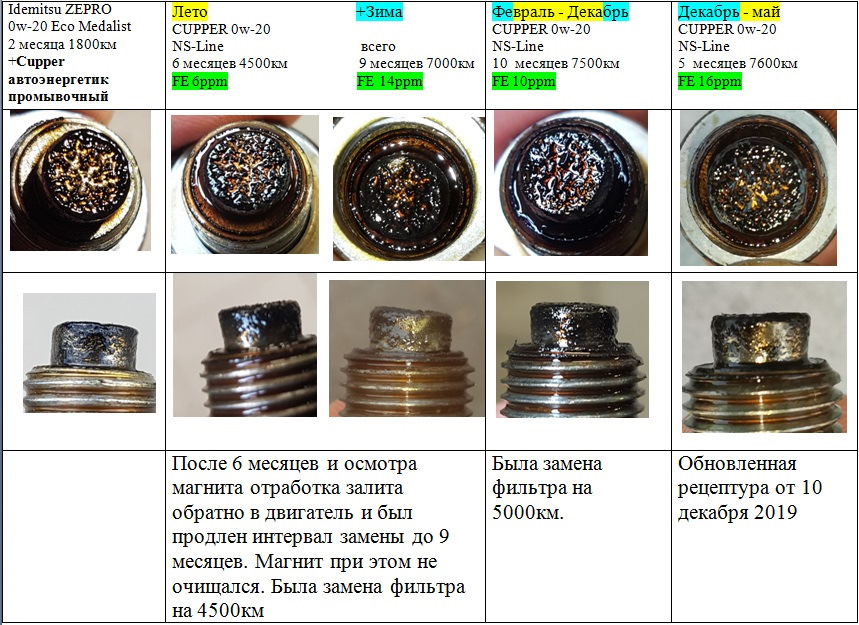 Idemitsu ZEPRO
0w-20 Eco Medalist
2 месяца 1800км
+Cupper
автоэнергетик
промывочный
Лето
CUPPER 0w-20
NS-Line
6 месяцев 4500км
FE 6ppm
+Зима
всего
9 месяцев 7000км
FE 14ppm
Февраль - Декабрь
CUPPER 0w-20
NS-Line
10 месяцев 7500км
FE 10ppm
Декабрь - май
CUPPER 0w-20
NS-Line
5 месяцев 7600км
FE 16ppm
После 6 месяцев и осмотра
магнита отработка залита
обратно в двигатель и был
продлен интервал замены до 9
месяцев. Магнит при этом не
очищался. Была замена фильтра
на 4500км
Была замена
фильтра на
5000км.
Обновленная
рецептура от 10
декабря 2019